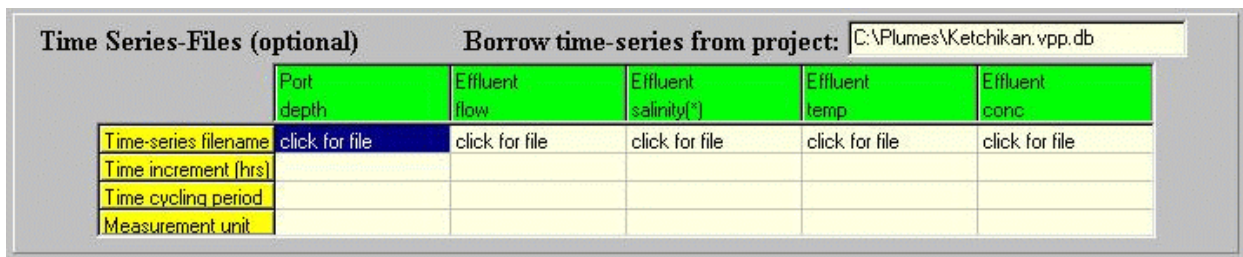 Time Series-Files (optional) Borrow time-series from project: C:\Plumes\Ketchikan.vpp.db
Port Effluent Effluent Effluent Effluent
depth flow salinity(*) temp conc
Time-series filename click for file click for file click for file click for file click for file
Time increment (hrs)
Time cycling period
Measurement unit